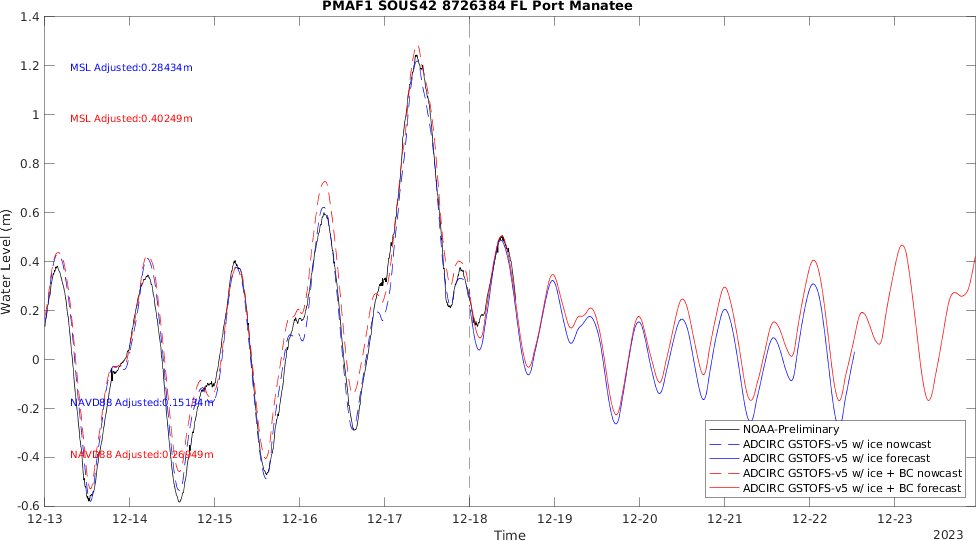 PMAF1 SOUS42 8726384 FL Port Manatee
1.4
1.2
1
0.8
0.6
0.4
0.2
0
-0.2
-0.4
-0.6
Water Level (m)
MSL Adjusted:0.28434m
MSL Adjusted:0.40249m
NAVD88 Adjusted:0.15134m
NAVD88 Adjusted:0.26949m
NOAA-Preliminary
ADCIRC GSTOFS-v5 w/ ice nowcast
ADCIRC GSTOFS-v5 w/ ice forecast
ADCIRC GSTOFS-v5 w/ ice + BC nowcast
ADCIRC GSTOFS-v5 w/ ice + BC forecast
12-13 12-14 12-15 12-16 12-17 12-18 12-19 12-20 12-21 12-22 12-23
Time
2023